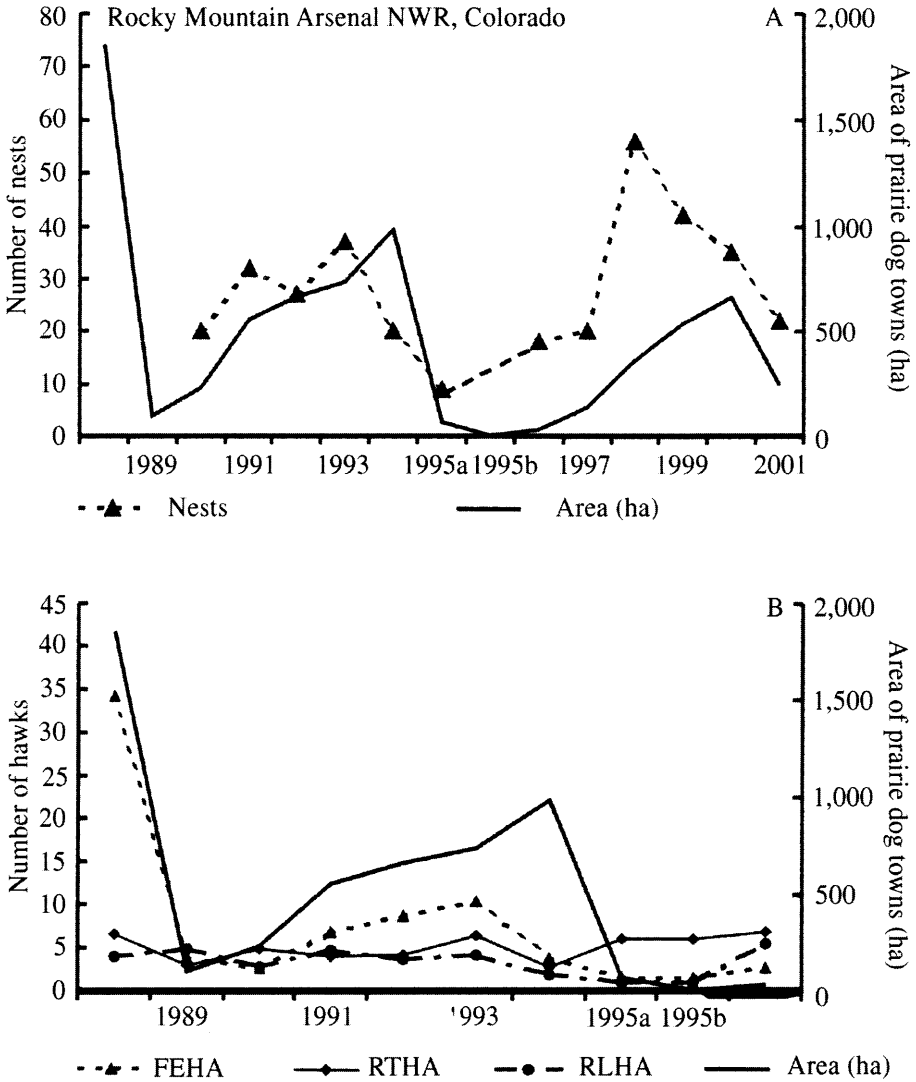 Rocky Mountain Arsenal NWR, Colorado
A
80
70
60
50
40
30
20
10
0
Number of nests
2,000
1,500
1,000
500
0
Area of prairie dog towns (ha)
1989 1991 1993 1995a 1995b 1997 1999 2001
Nests Area (ha)
B
45
40
35
30
25
20
15
10
5
0
Number of hawks
2,000
1,500
1,000
500
0
Area of prairie dog towns (ha)
1989 1991 '993 1995a 1995b
FEHA RTHA RLHA Area (ha)